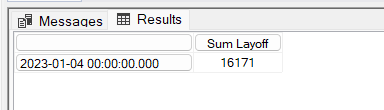 Messages Results
Sum Layoff
2023-01-04 00:00:00.000 16171